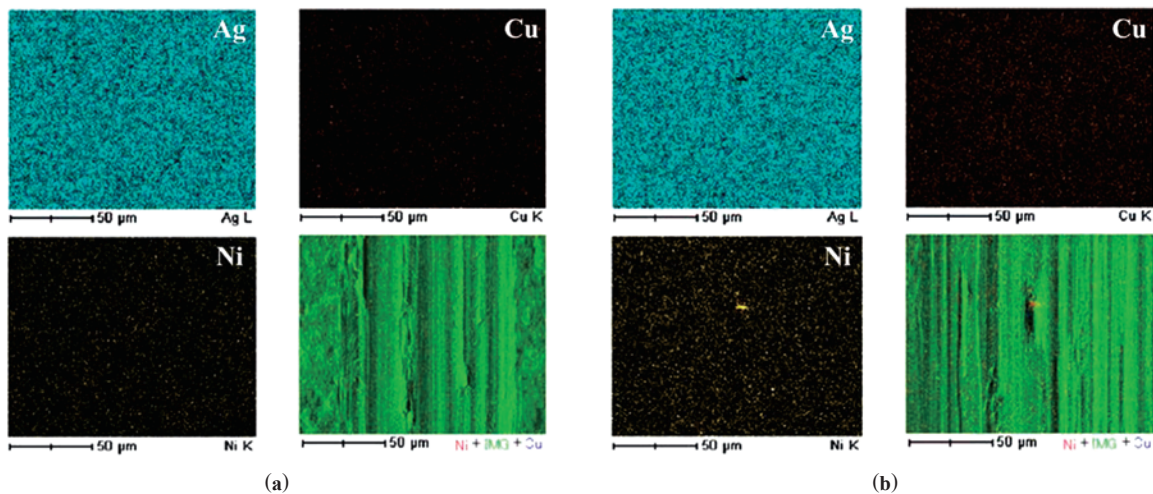 Ag
Cu
Ag
Cu
50 µm
Ag L
50 µm
Cu K
50 µm
Ag L
50 µm
Cu K
Ni
Ni
50 µm
Ni K
50 µm
Ni + IMG + Cu
50 µm
Ni K
50 µm
Ni + IMG + Cu
(a)
(b)